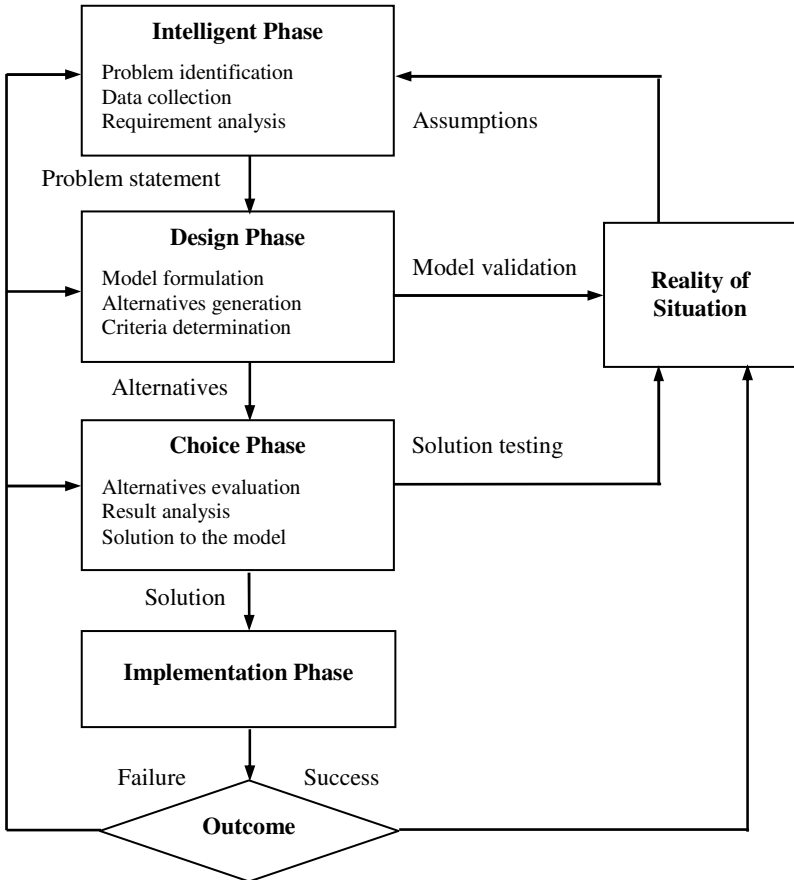 Intelligent Phase
Problem identification
Data collection
Requirement analysis
Assumptions
Problem statement
Design Phase
Model formulation
Alternatives generation
Criteria determination
Model validation
Reality of
Situation
Alternatives
Choice Phase
Alternatives evaluation
Result analysis
Solution to the model
Solution testing
Solution
Implementation Phase
Failure
Success
Outcome